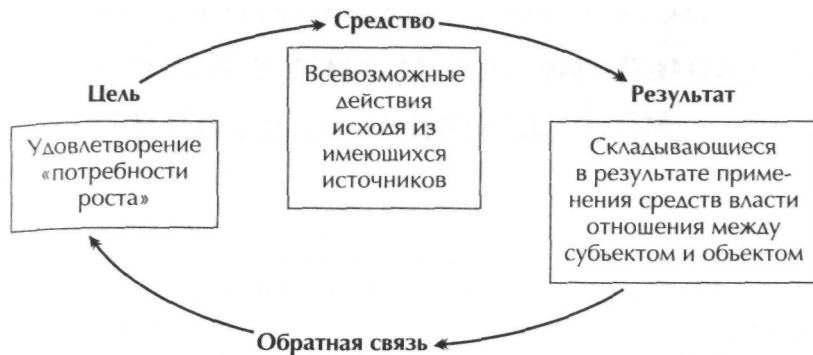 Средство
Всевозможные
действия
исходя из
имеющихся
источников
Цель
Удовлетворение
«потребности
роста»
Результат
Складывающиеся
в результате приме-
нения средств власти
отношения между
субъектом и объектом
Обратная связь